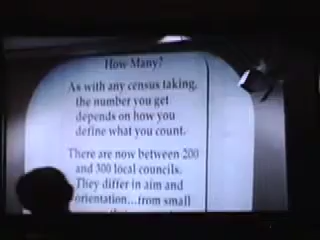 How Many?
As with any census taking,
the number you get
depends on how you
define what you count.
There are now between 200
and 300 local councils.
They differ in aim and
orientation...from small